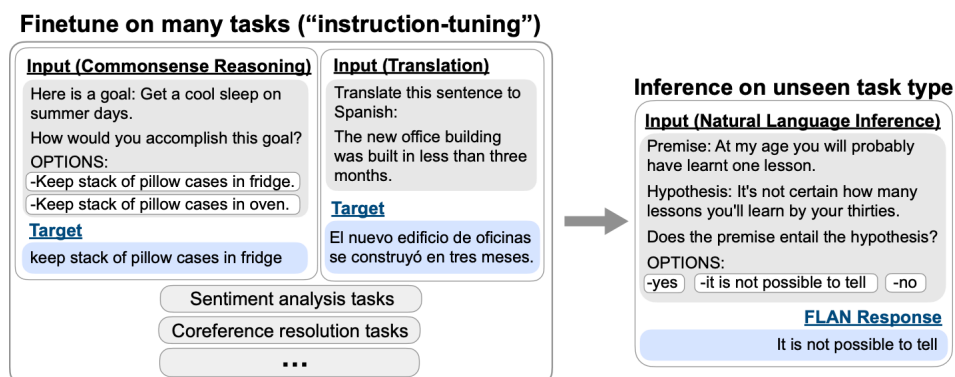 Finetune on many tasks (“instruction-tuning”)
Input (Commonsense Reasoning)
Here is a goal: Get a cool sleep on
summer days.
How would you accomplish this goal?
OPTIONS:
-Keep stack of pillow cases in fridge.
-Keep stack of pillow cases in oven.
Target
keep stack of pillow cases in fridge
Input (Translation)
Translate this sentence to
Spanish:
The new office building
was built in less than three
months.
Target
El nuevo edificio de oficinas
se construyó en tres meses.
Sentiment analysis tasks
Coreference resolution tasks
...
Inference on unseen task type
Input (Natural Language Inference)
Premise: At my age you will probably
have learnt one lesson.
Hypothesis: It's not certain how many
lessons you'll learn by your thirties.
Does the premise entail the hypothesis?
OPTIONS:
-yes -it is not possible to tell -no
FLAN Response
It is not possible to tell